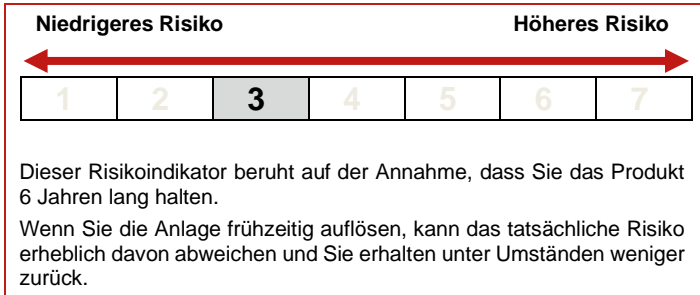 Niedrigeres Risiko Höheres Risiko
1 2 3 4 5 6 7
Dieser Risikoindikator beruht auf der Annahme, dass Sie das Produkt
6 Jahren lang halten.
Wenn Sie die Anlage frühzeitig auflösen, kann das tatsächliche Risiko
erheblich davon abweichen und Sie erhalten unter Umständen weniger
zurück.